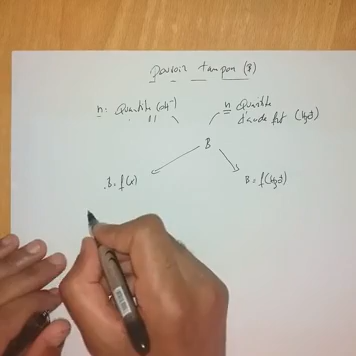 pouvoir tampon (β)
n = Quantité (OH⁻)
n Quantité
d'acide fort (H₃O⁺)
B
B = f(x)
B = f(H₃O⁺)